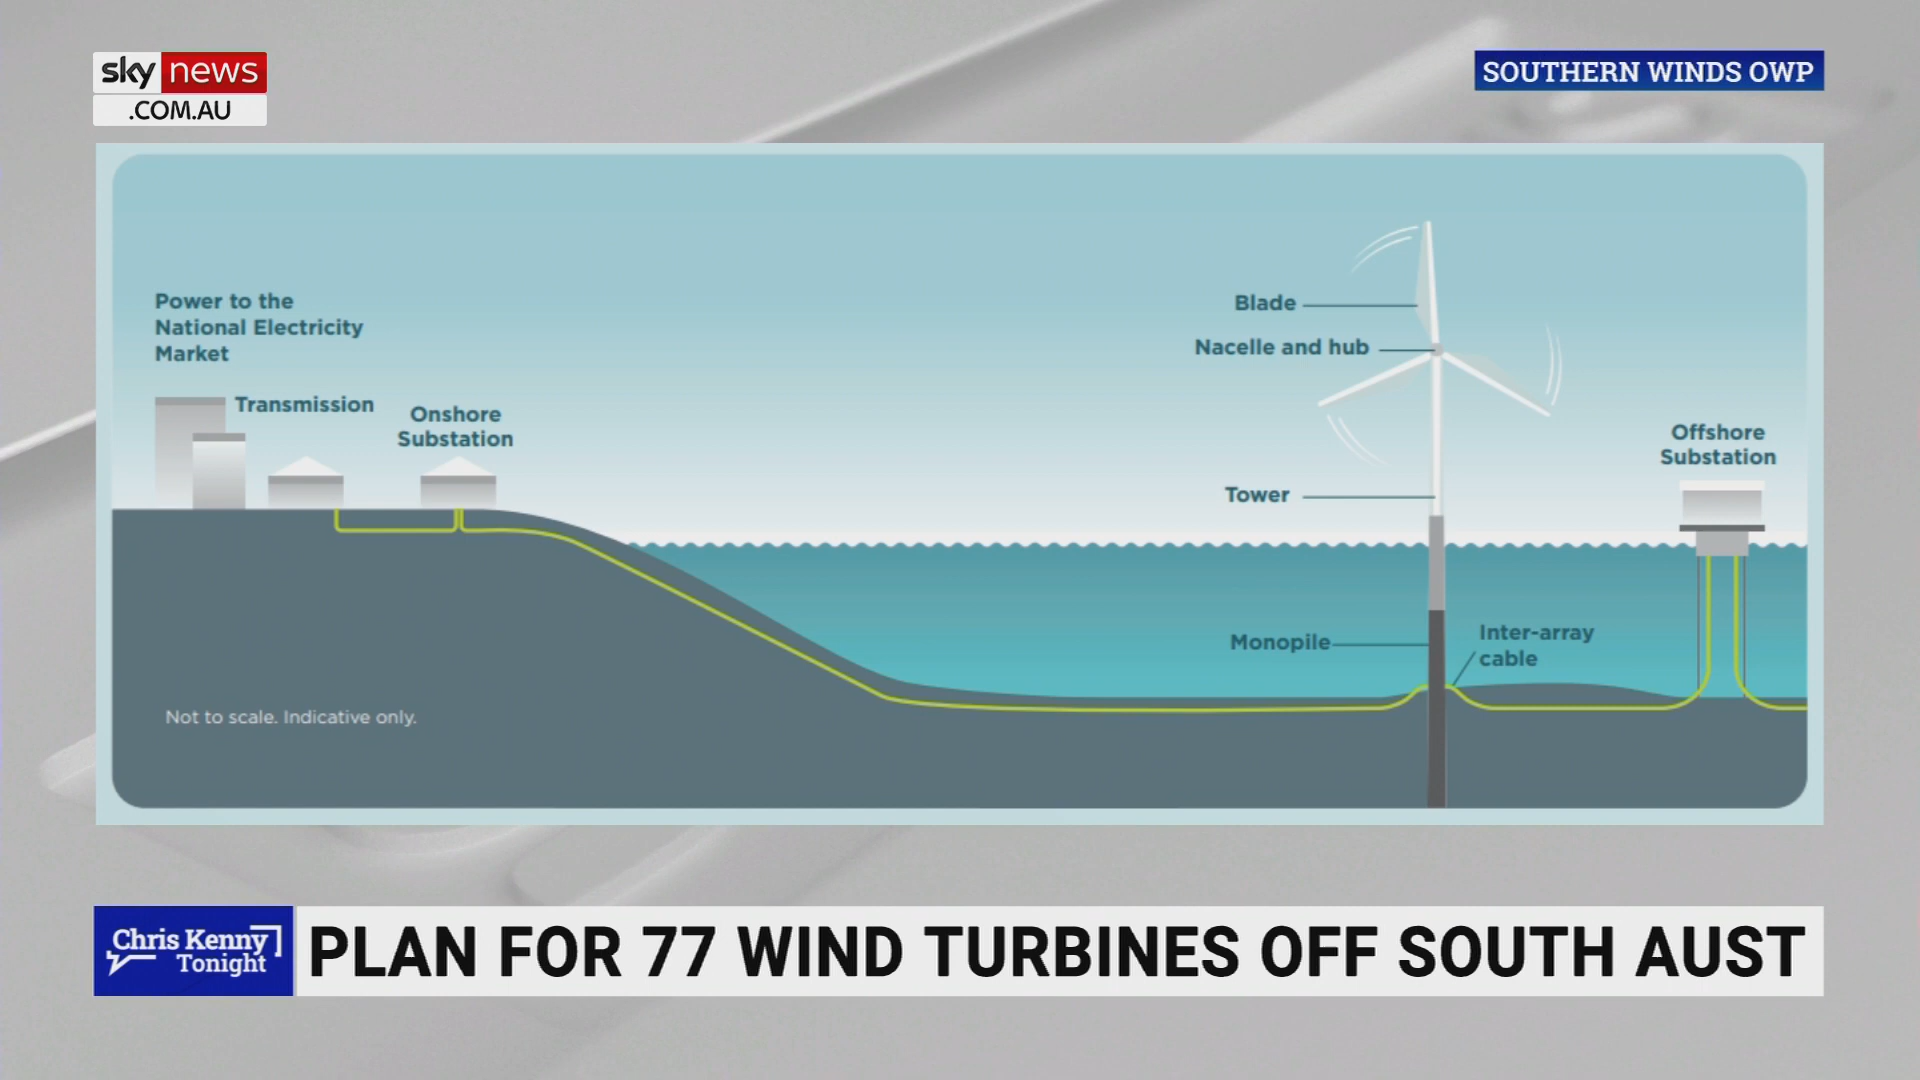 sky news
.COM.AU
SOUTHERN WINDS OWP
Power to the
National Electricity
Market
Transmission
Onshore
Substation
Blade
Nacelle and hub
Tower
Offshore
Substation
Monopile
Inter-array
cable
Not to scale. Indicative only.
Chris Kenny
Tonight
PLAN FOR 77 WIND TURBINES OFF SOUTH AUST